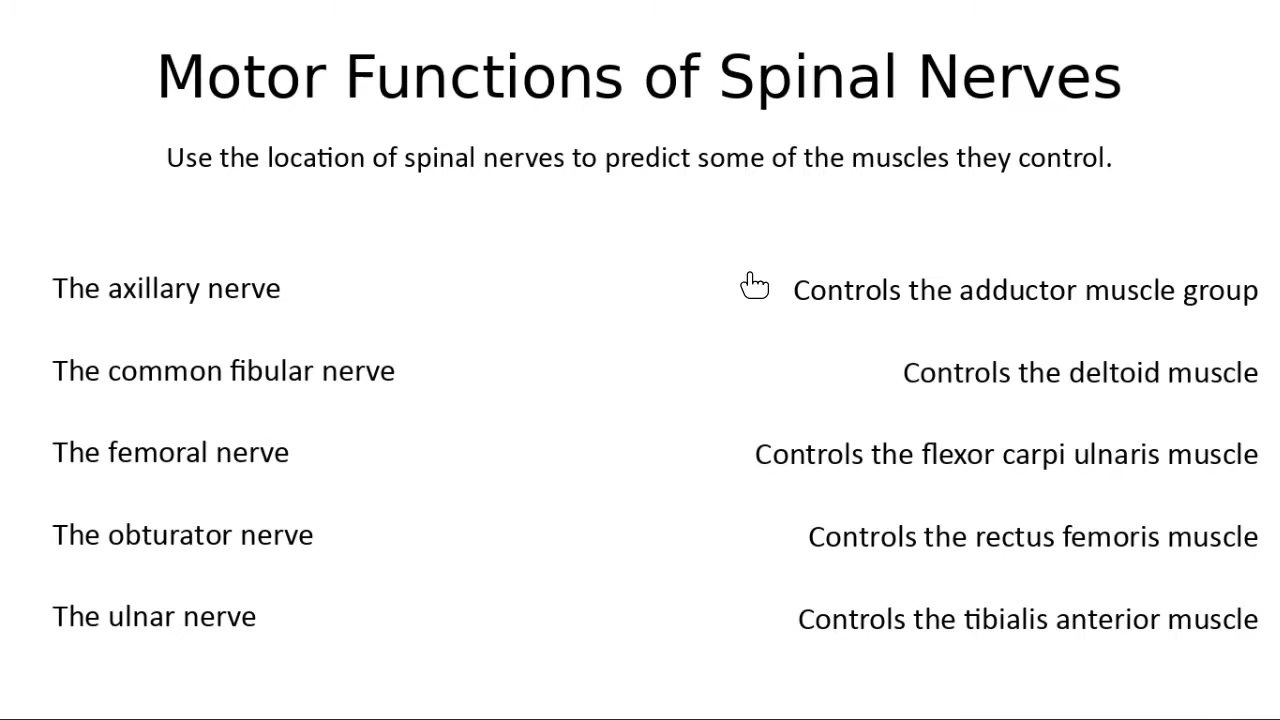 Motor Functions of Spinal Nerves
Use the location of spinal nerves to predict some of the muscles they control.
The axillary nerve
Controls the adductor muscle group
The common fibular nerve
Controls the deltoid muscle
The femoral nerve
Controls the flexor carpi ulnaris muscle
The obturator nerve
Controls the rectus femoris muscle
The ulnar nerve
Controls the tibialis anterior muscle